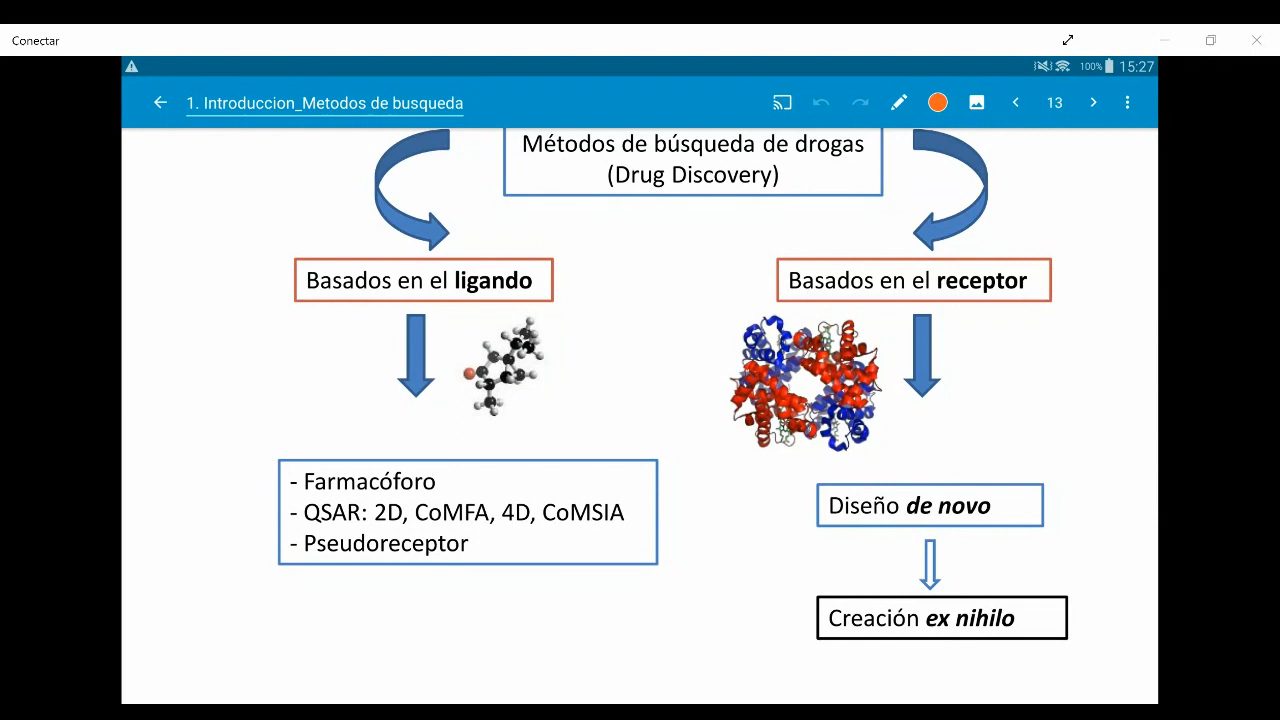 Conectar
100% 15:27
1. Introduccion_Metodos de busqueda
13
Métodos de búsqueda de drogas
(Drug Discovery)
Basados en el ligando
Basados en el receptor
- Farmacóforo
- QSAR: 2D, CoMFA, 4D, CoMSIA
- Pseudoreceptor
Diseño de novo
Creación ex nihilo